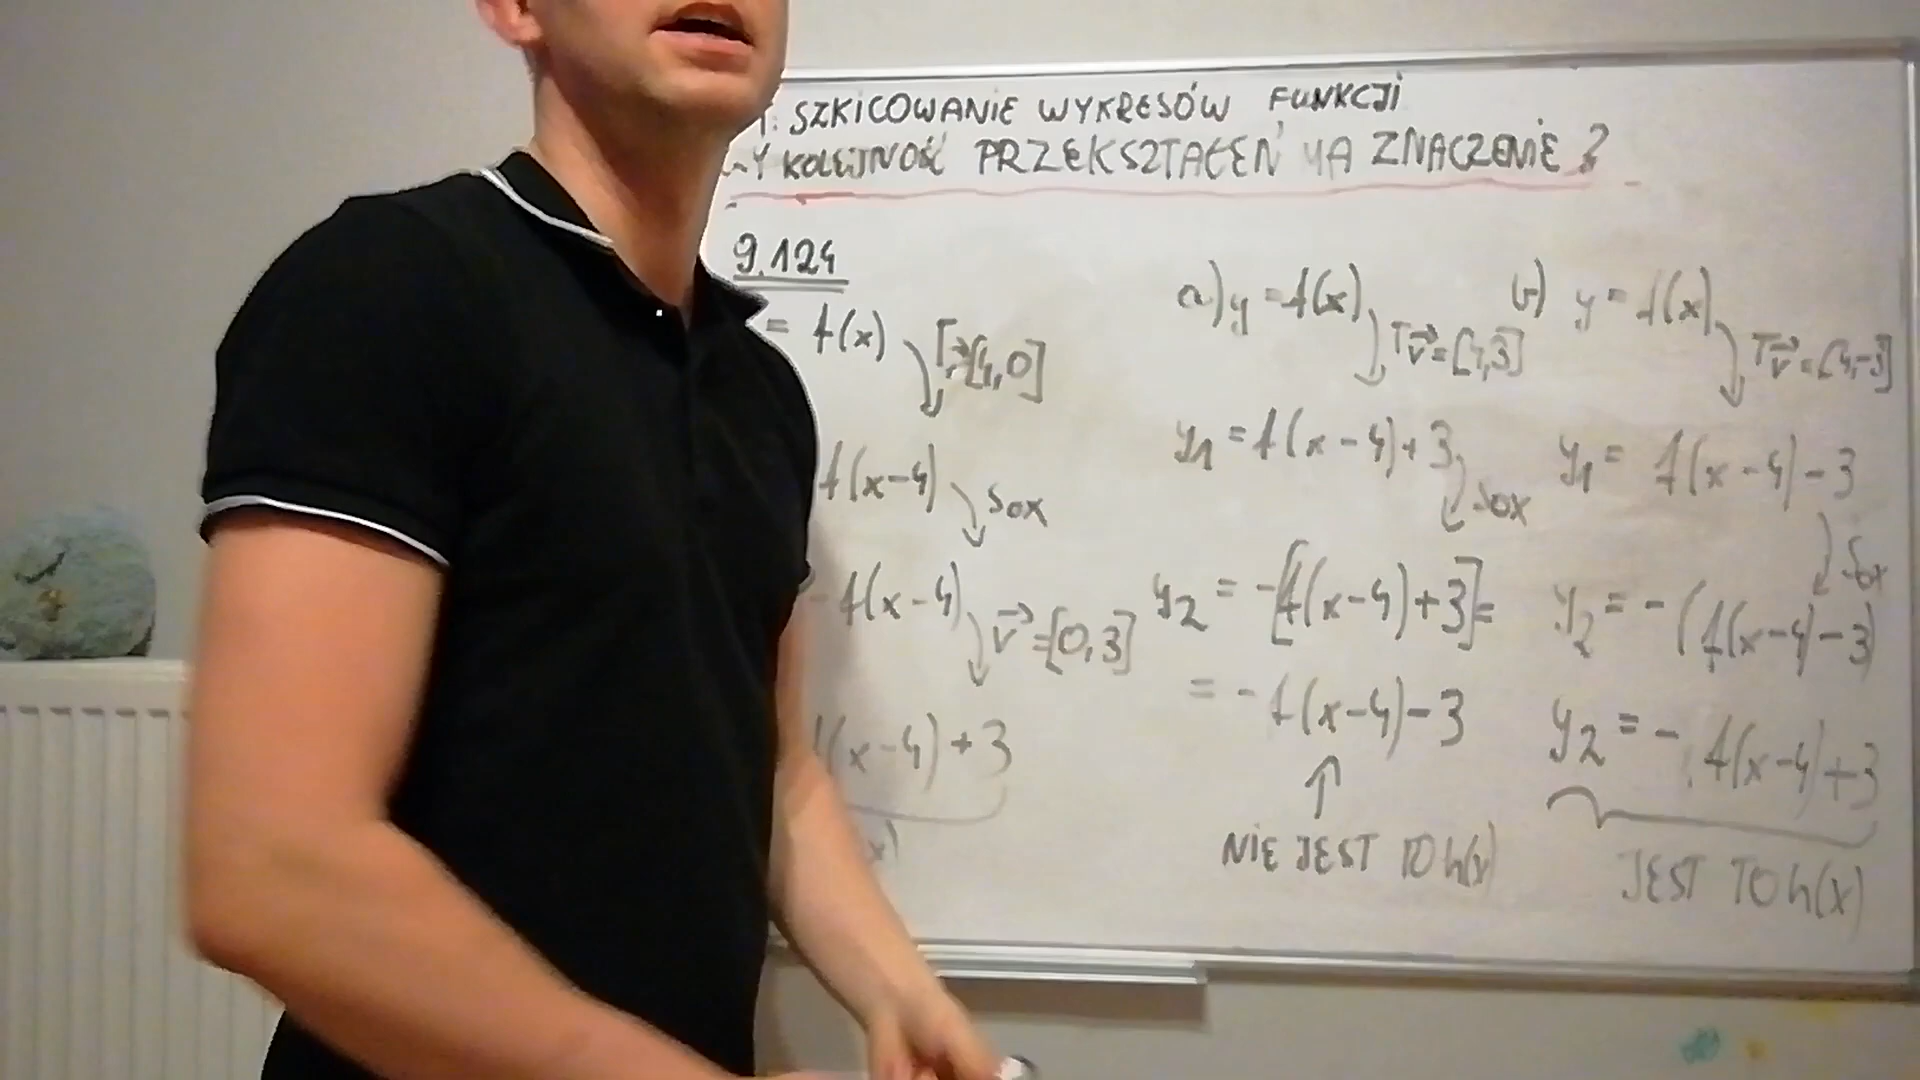 T: SZKICOWANIE WYKRESÓW FUNKCJI
KOLEJNOŚĆ PRZEKSZTAŁCEŃ MA ZNACZENIE?
9.124
= f(x)
T→[4,0]
f(x-4)
SOX
- f(x-4)
v→=[0,3]
f(x-4)+3
x)
a) y = f(x)
Tv→=[4,3]
y1 = f(x-4)+3
SOX
y2 = -[f(x-4)+3]=
= -f(x-4)-3
↑
NIE JEST TO h(x)
b) y = f(x)
Tv→=[4,-3]
y1 = f(x-4)-3
SOX
y2 = -(f(x-4)-3)
y2 = - f(x-4)+3
JEST TO h(x)